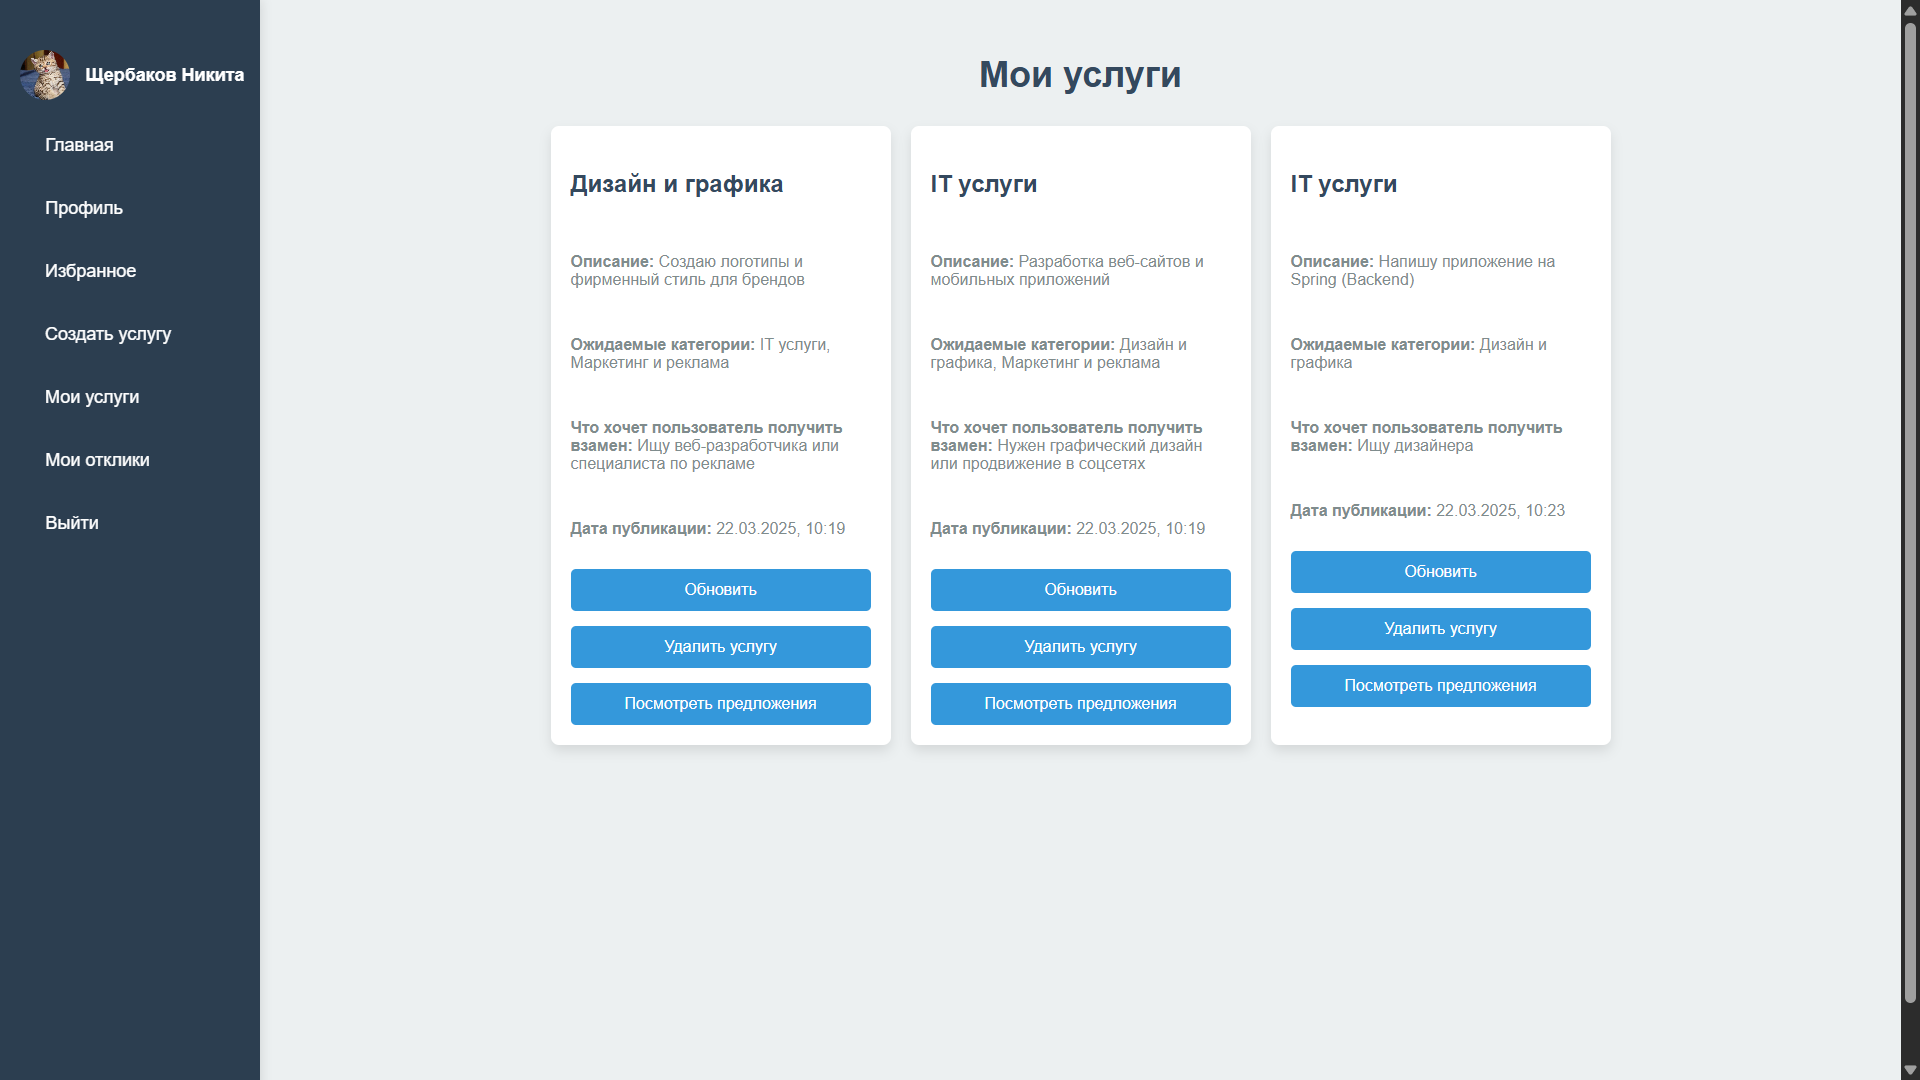 Щербаков Никита
Главная
Профиль
Избранное
Создать услугу
Мои услуги
Мои отклики
Выйти
Мои услуги
Дизайн и графика
Описание: Создаю логотипы и
фирменный стиль для брендов
Ожидаемые категории: IT услуги,
Маркетинг и реклама
Что хочет пользователь получить
взамен: Ищу веб-разработчика или
специалиста по рекламе
Дата публикации: 22.03.2025, 10:19
Обновить
Удалить услугу
Посмотреть предложения
IT услуги
Описание: Разработка веб-сайтов и
мобильных приложений
Ожидаемые категории: Дизайн и
графика, Маркетинг и реклама
Что хочет пользователь получить
взамен: Нужен графический дизайн
или продвижение в соцсетях
Дата публикации: 22.03.2025, 10:19
Обновить
Удалить услугу
Посмотреть предложения
IT услуги
Описание: Напишу приложение на
Spring (Backend)
Ожидаемые категории: Дизайн и
графика
Что хочет пользователь получить
взамен: Ищу дизайнера
Дата публикации: 22.03.2025, 10:23
Обновить
Удалить услугу
Посмотреть предложения